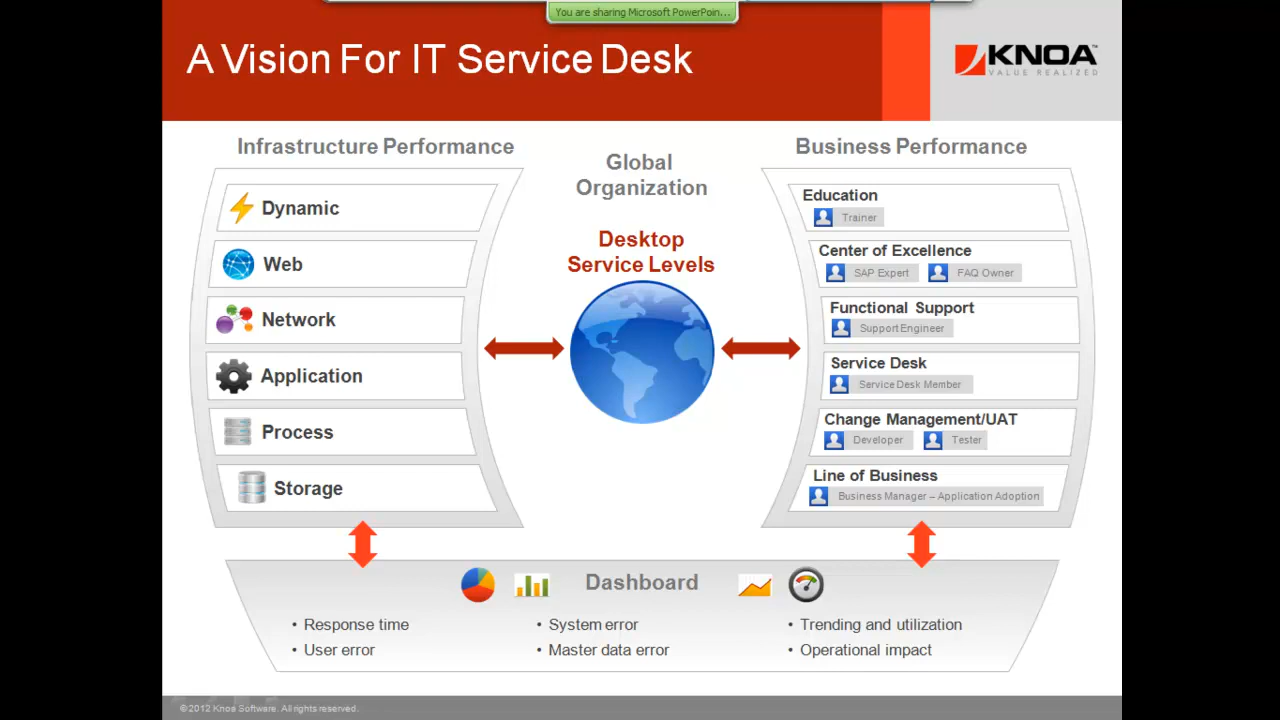 You are sharing Microsoft PowerPoin...
A Vision For IT Service Desk
KNOA™
VALUE REALIZED
Infrastructure Performance
Dynamic
Web
Network
Application
Process
Storage
Global
Organization
Desktop
Service Levels
Business Performance
Education
Trainer
Center of Excellence
SAP Expert FAQ Owner
Functional Support
Support Engineer
Service Desk
Service Desk Member
Change Management/UAT
Developer Tester
Line of Business
Business Manager – Application Adoption
Dashboard
• Response time
• User error
• System error
• Master data error
• Trending and utilization
• Operational impact
©2012 Knoa Software. All rights reserved.